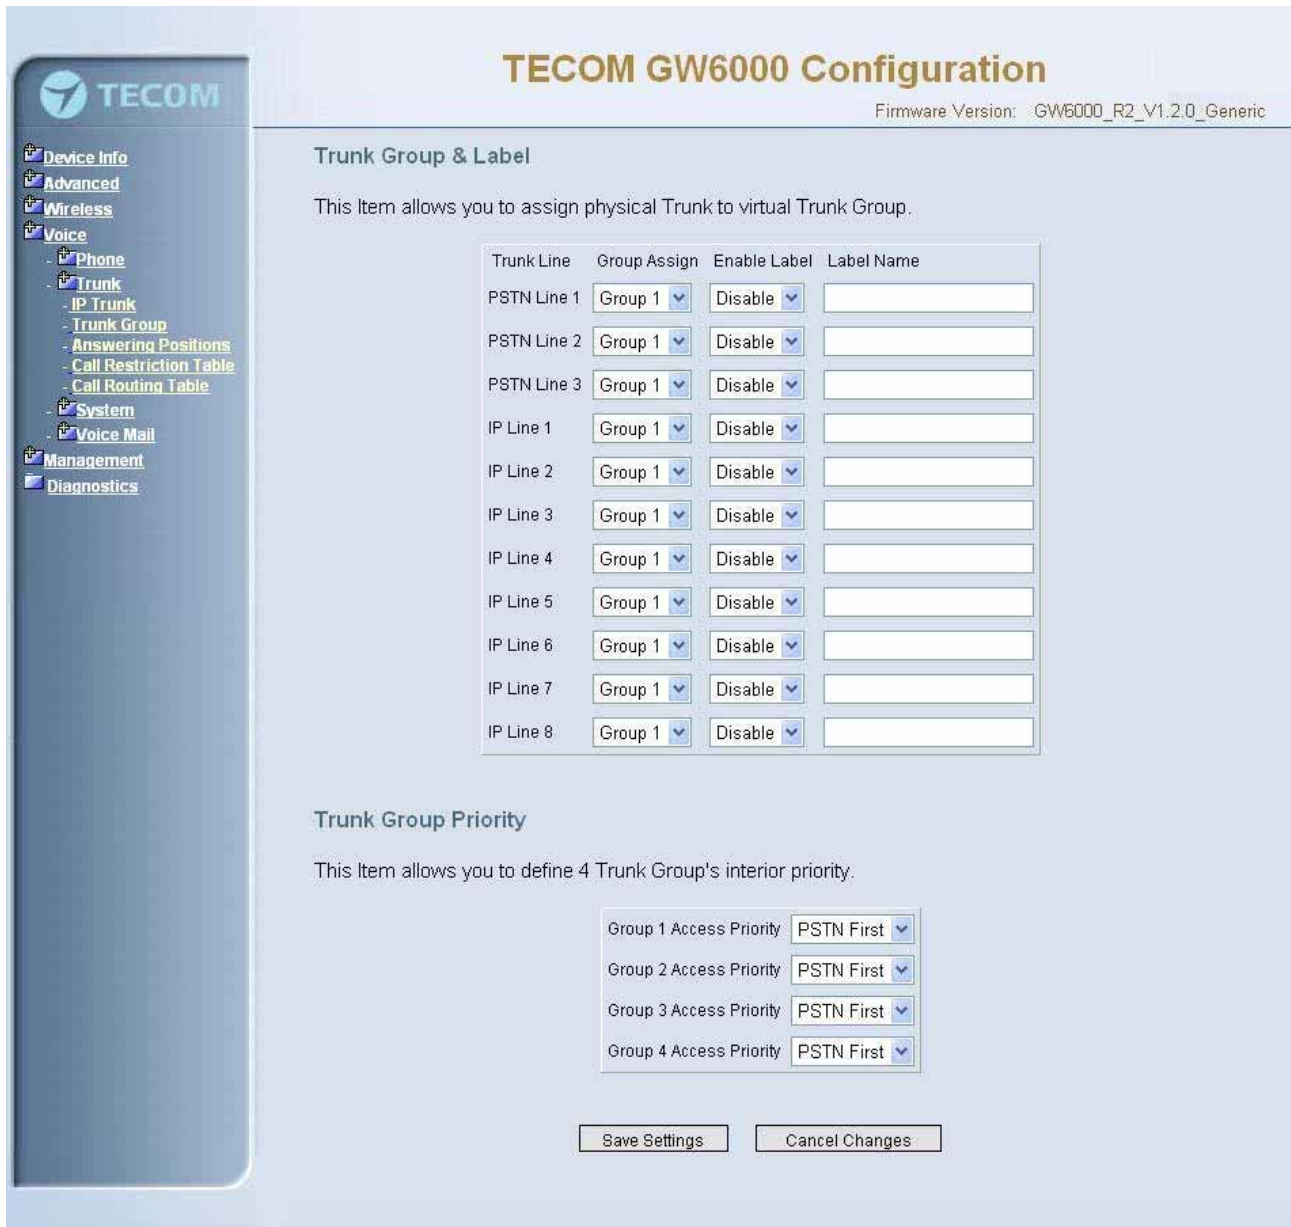 TECOM
TECOM GW6000 Configuration
Firmware Version: GW6000_R2_V1.2.0_Generic
Device Info
Advanced
Wireless
Voice
- Phone
- Trunk
- IP Trunk
- Trunk Group
- Answering Positions
- Call Restriction Table
- Call Routing Table
- System
- Voice Mail
Management
Diagnostics
Trunk Group & Label
This Item allows you to assign physical Trunk to virtual Trunk Group.
Trunk Line Group Assign Enable Label Label Name
PSTN Line 1 Group 1 Disable
PSTN Line 2 Group 1 Disable
PSTN Line 3 Group 1 Disable
IP Line 1 Group 1 Disable
IP Line 2 Group 1 Disable
IP Line 3 Group 1 Disable
IP Line 4 Group 1 Disable
IP Line 5 Group 1 Disable
IP Line 6 Group 1 Disable
IP Line 7 Group 1 Disable
IP Line 8 Group 1 Disable
Trunk Group Priority
This Item allows you to define 4 Trunk Group's interior priority.
Group 1 Access Priority PSTN First
Group 2 Access Priority PSTN First
Group 3 Access Priority PSTN First
Group 4 Access Priority PSTN First
Save Settings Cancel Changes